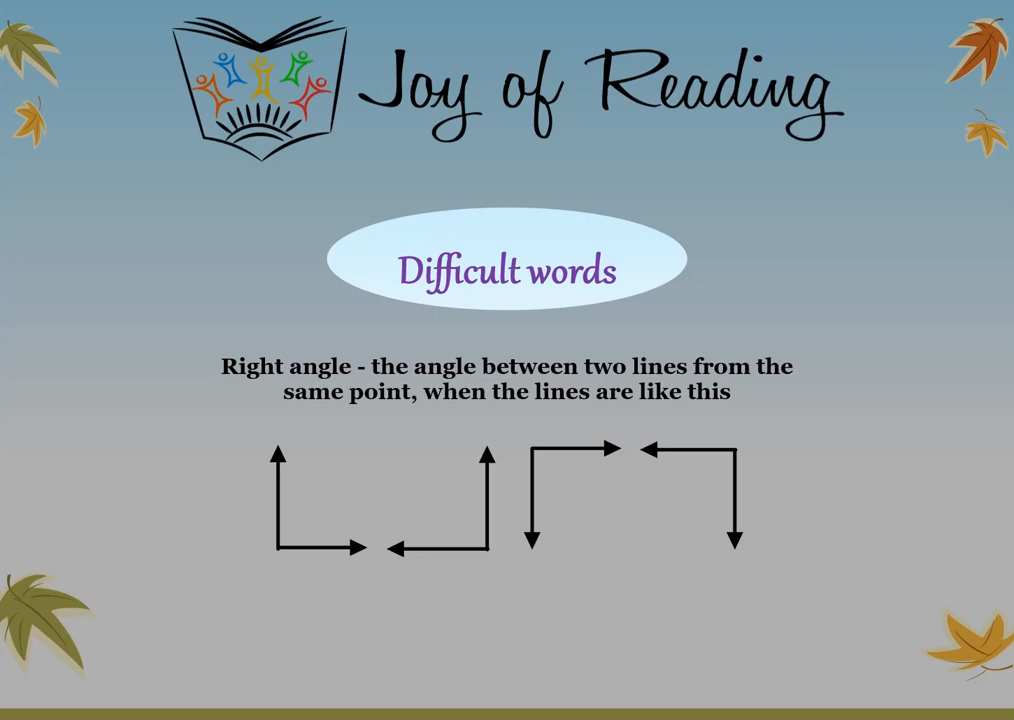 Joy of Reading
Difficult words
Right angle - the angle between two lines from the
same point, when the lines are like this